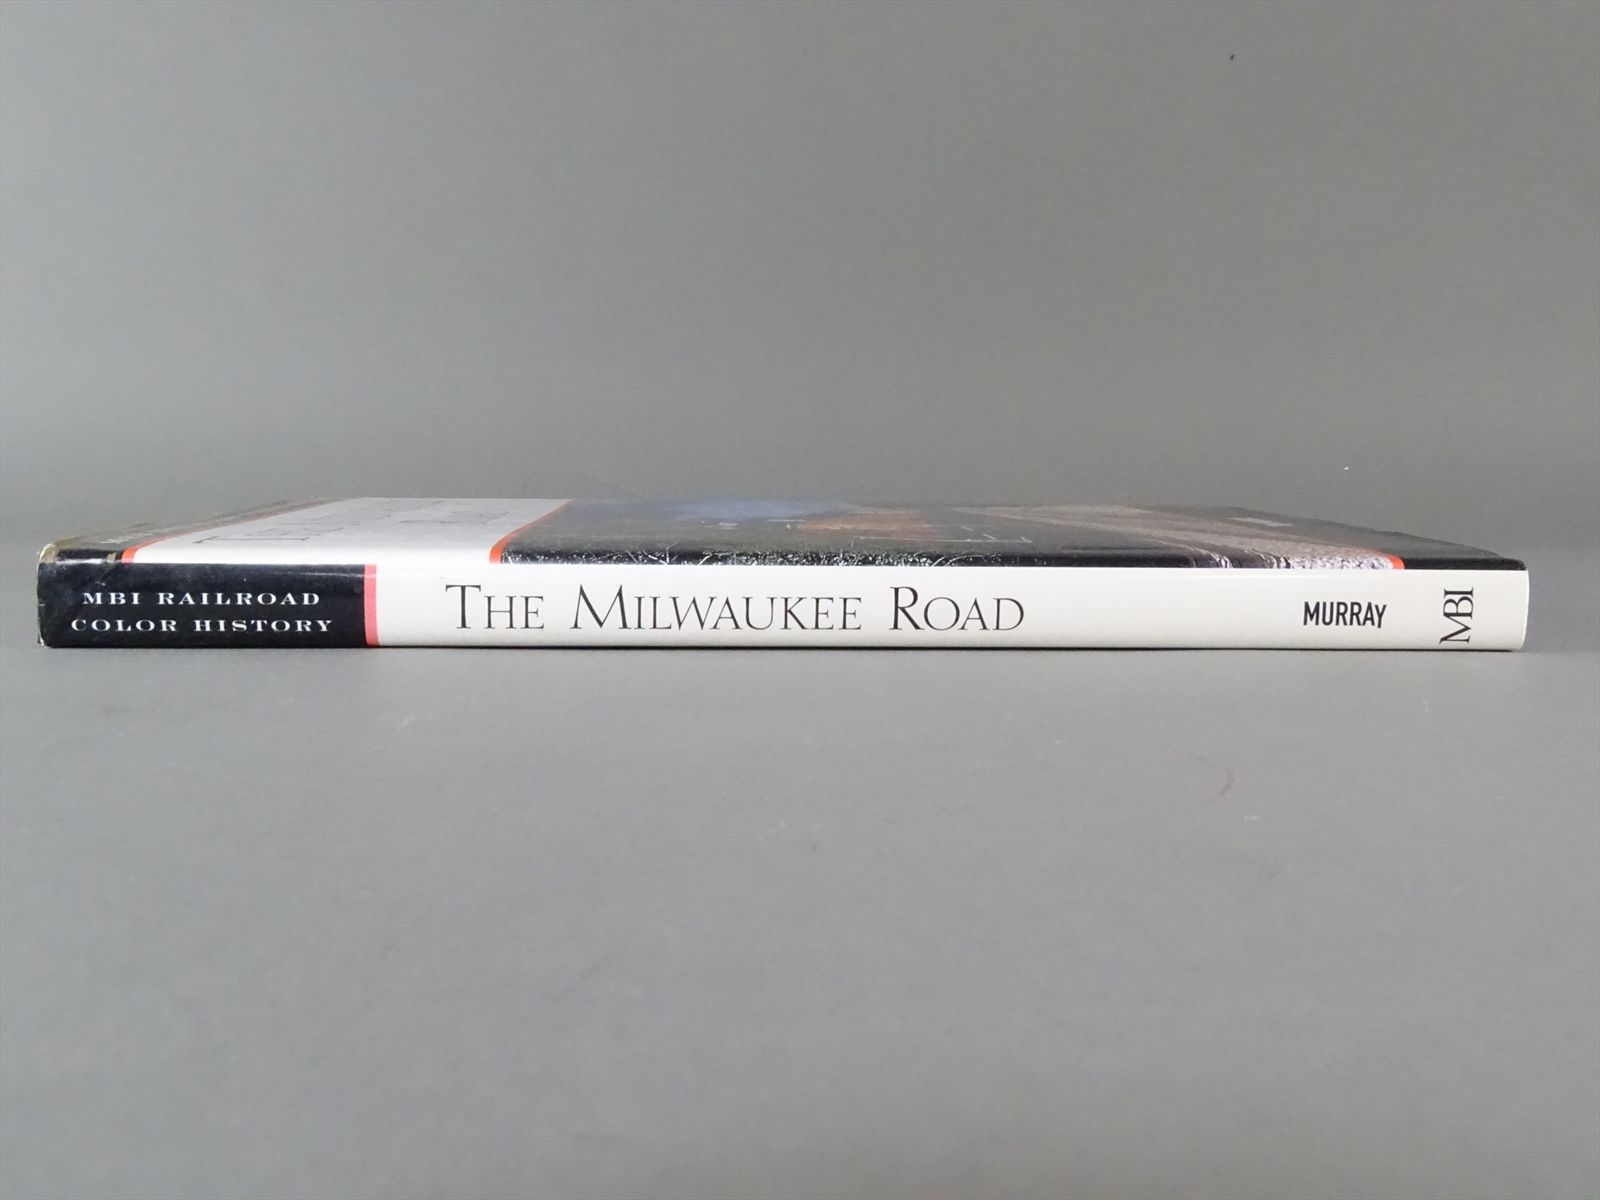 MBI RAILROAD
COLOR HISTORY
THE MILWAUKEE ROAD
MURRAY
MBI